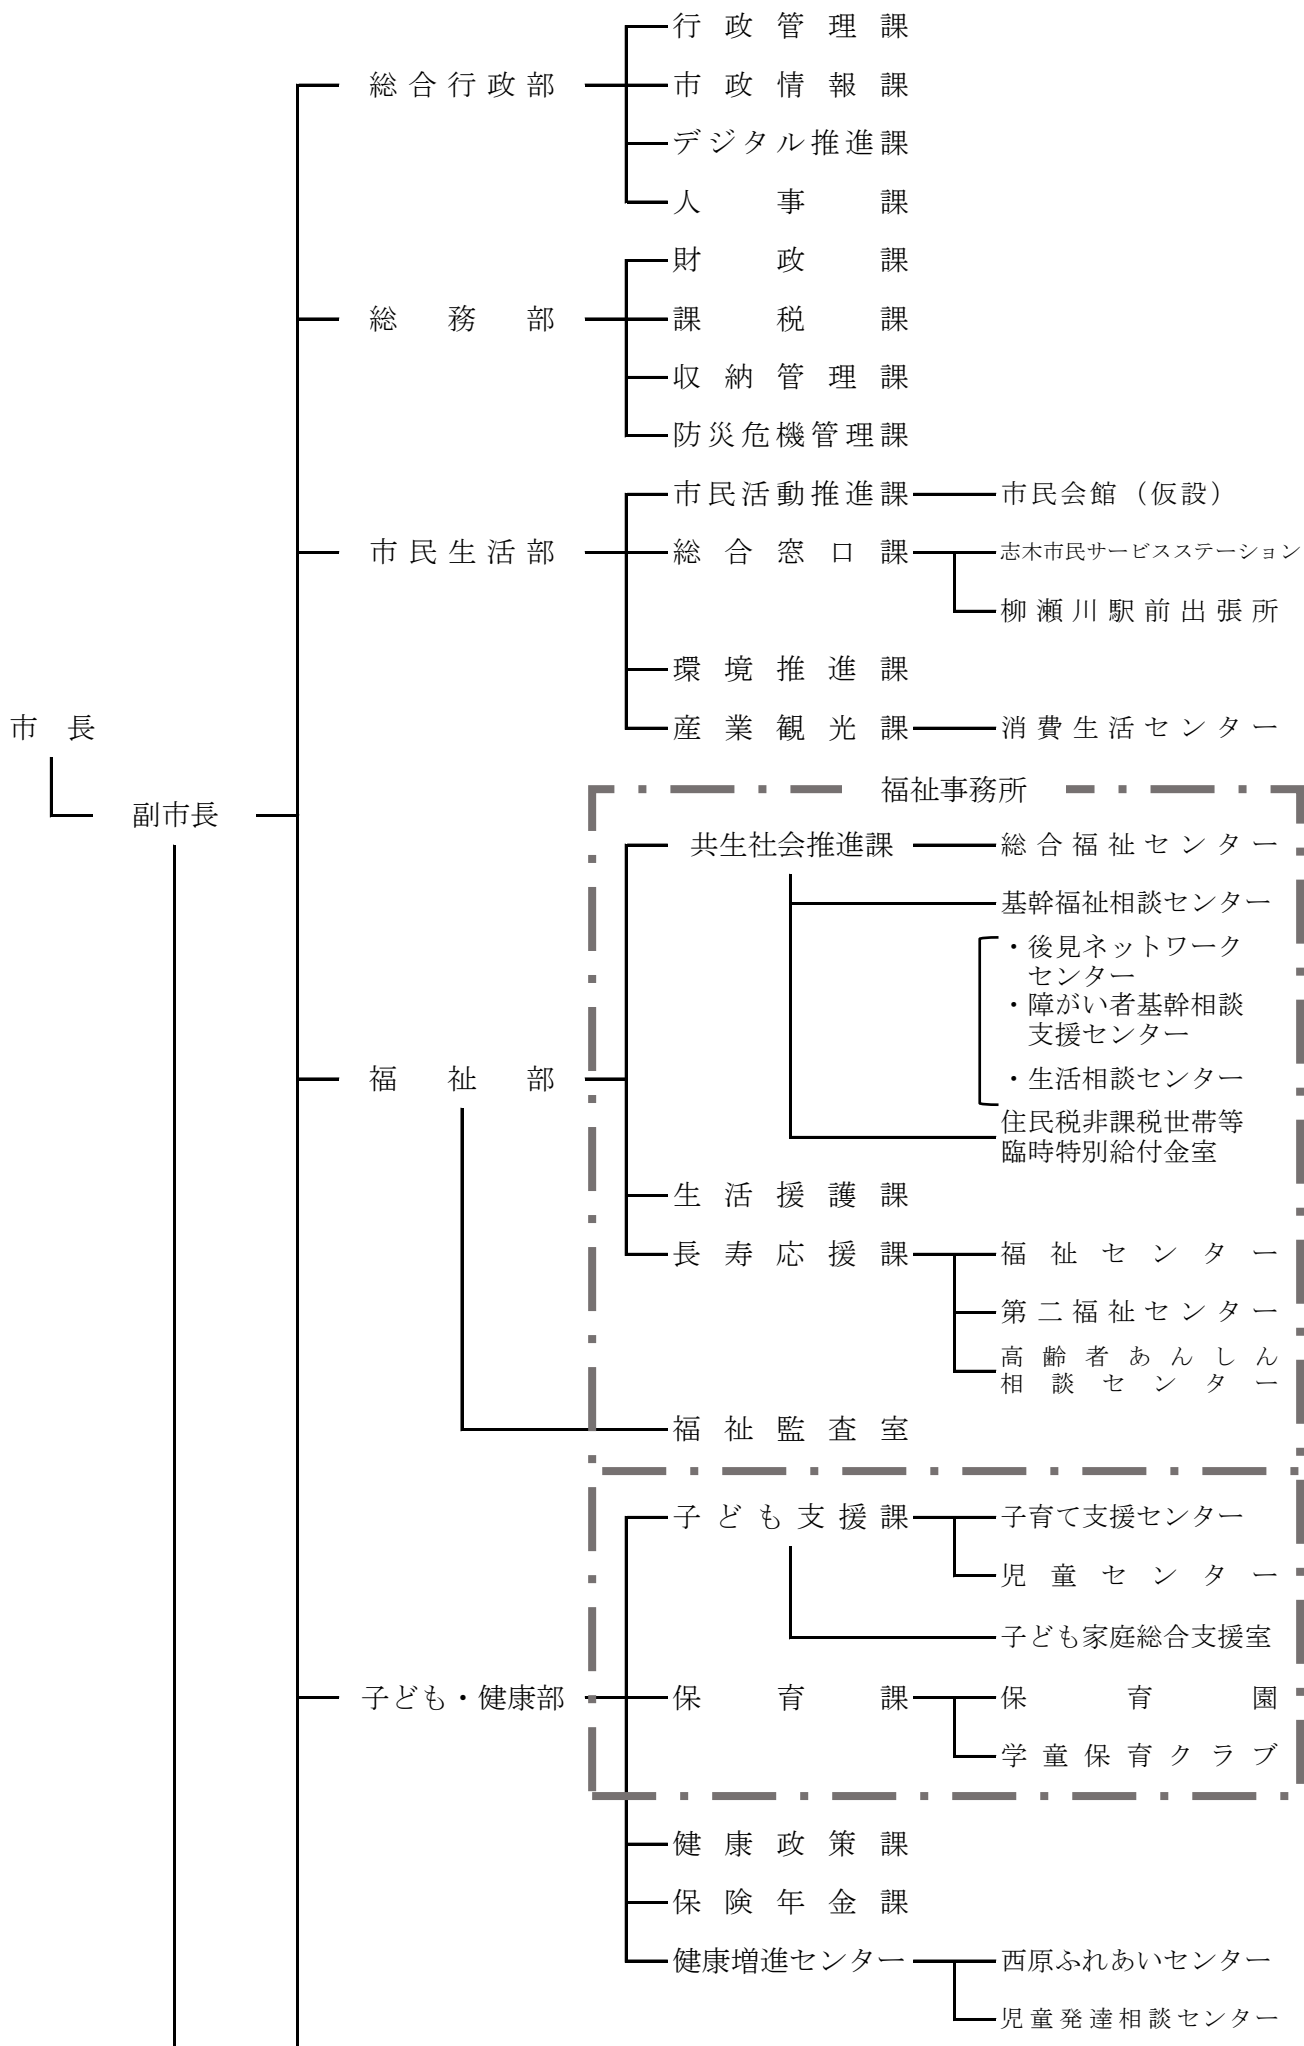 行政管理課
総合行政部
市政情報課
デジタル推進課
人事課
財政課
総務部
課税課
収納管理課
防災危機管理課
市民活動推進課
市民会館（仮設）
市民生活部
総合窓口課
志木市民サービスステーション
柳瀬川駅前出張所
環境推進課
市長
産業観光課
消費生活センター
福祉事務所
副市長
共生社会推進課
総合福祉センター
基幹福祉相談センター
・後見ネットワーク
センター
・障がい者基幹相談
支援センター
福祉部
・生活相談センター
住民税非課税世帯等
臨時特別給付金室
生活援護課
長寿応援課
福祉センター
第二福祉センター
高齢者あんしん
相談センター
福祉監査室
子ども支援課
子育て支援センター
児童センター
子ども家庭総合支援室
子ども・健康部
保育課
保育園
学童保育クラブ
健康政策課
保険年金課
健康増進センター
西原ふれあいセンター
児童発達相談センター